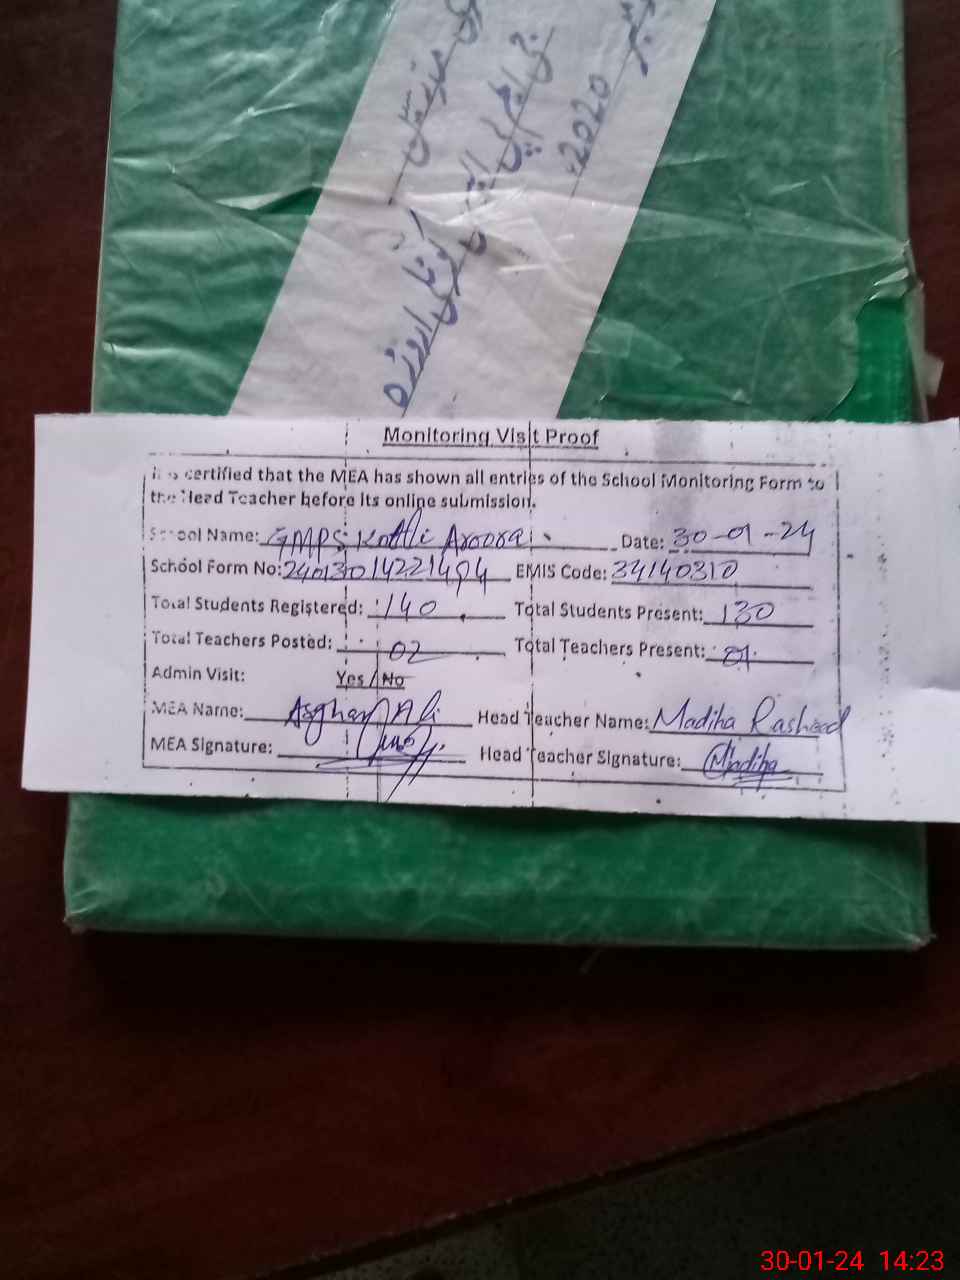 2020
Monitoring Visit Proof
It is certified that the MEA has shown all entries of the School Monitoring Form to
the Head Teacher before its online submission.
School Name: GMPS Kotli Aroora Date: 30-01-24
School Form No: EMIS Code: 34140310
Total Students Registered: 140 Total Students Present: 130
Total Teachers Posted: 02 Total Teachers Present: 01
Admin Visit: Yes / No
MEA Name: Asghar Ali Head Teacher Name: Madiha Rasheed
MEA Signature: Head Teacher Signature: Madiha
30-01-24 14:23